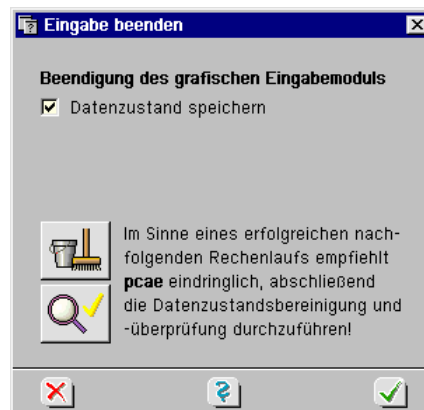 Eingabe beenden
Beendigung des grafischen Eingabemoduls
Datenzustand speichern
Im Sinne eines erfolgreichen nach-
folgenden Rechenlaufs empfiehlt
pcae eindringlich, abschließend
die Datenzustandsbereinigung und
-überprüfung durchzuführen!